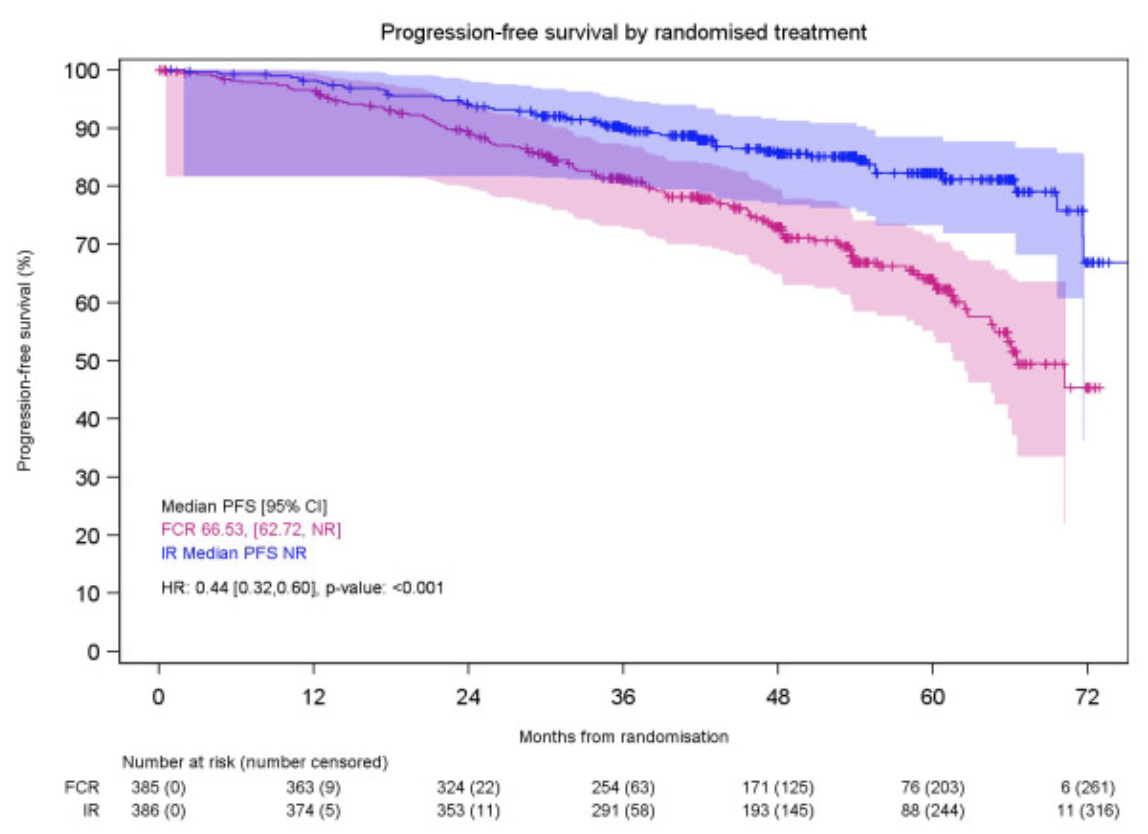 Progression-free survival by randomised treatment
Progression-free survival (%)
100
90
80
70
60
50
40
30
20
10
0
Median PFS [95% CI]
FCR 66.53, [62.72, NR]
IR Median PFS NR
HR: 0.44 [0.32,0.60], p-value: <0.001
0 12 24 36 48 60 72
Months from randomisation
Number at risk (number censored)
FCR 385 (0) 363 (9) 324 (22) 254 (63) 171 (125) 76 (203) 6 (261)
IR 386 (0) 374 (5) 353 (11) 291 (58) 193 (145) 88 (244) 11 (316)